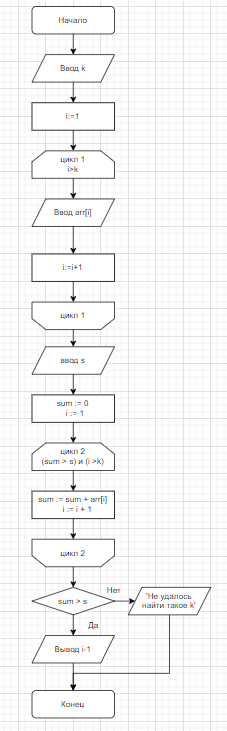 Начало
Ввод k
i:=1
цикл 1
i>k
Ввод arr[i]
i:=i+1
цикл 1
ввод s
sum := 0
i := 1
цикл 2
(sum > s) и (i >k)
sum := sum + arr[i]
i := i + 1
цикл 2
sum > s
Нет
'Не удалось
найти такое k'
Да
Вывод i-1
Конец